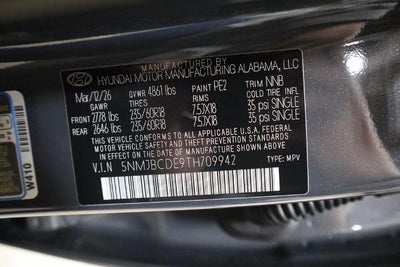 HYUNDAI MOTOR MANUFACTURING ALABAMA, LLC
Mar/12/26 GVWR 4861 lbs PAINT PE2 TRIM NNB
GAWR TIRES RIMS COLD TIRE INFL
FRONT 2778 lbs 235/60R18 7.5JX18 35 psi SINGLE
REAR 2646 lbs 235/60R18 7.5JX18 35 psi SINGLE
THIS VEHICLE CONFORMS TO ALL APPLICABLE
U.S. FEDERAL MOTOR VEHICLE SAFETY AND
THEFT PREVENTION STANDARDS IN EFFECT ON THE
DATE OF MANUFACTURE SHOWN ABOVE.
V.I.N 5NMJBCDE9TH709942 TYPE: MPV
W410